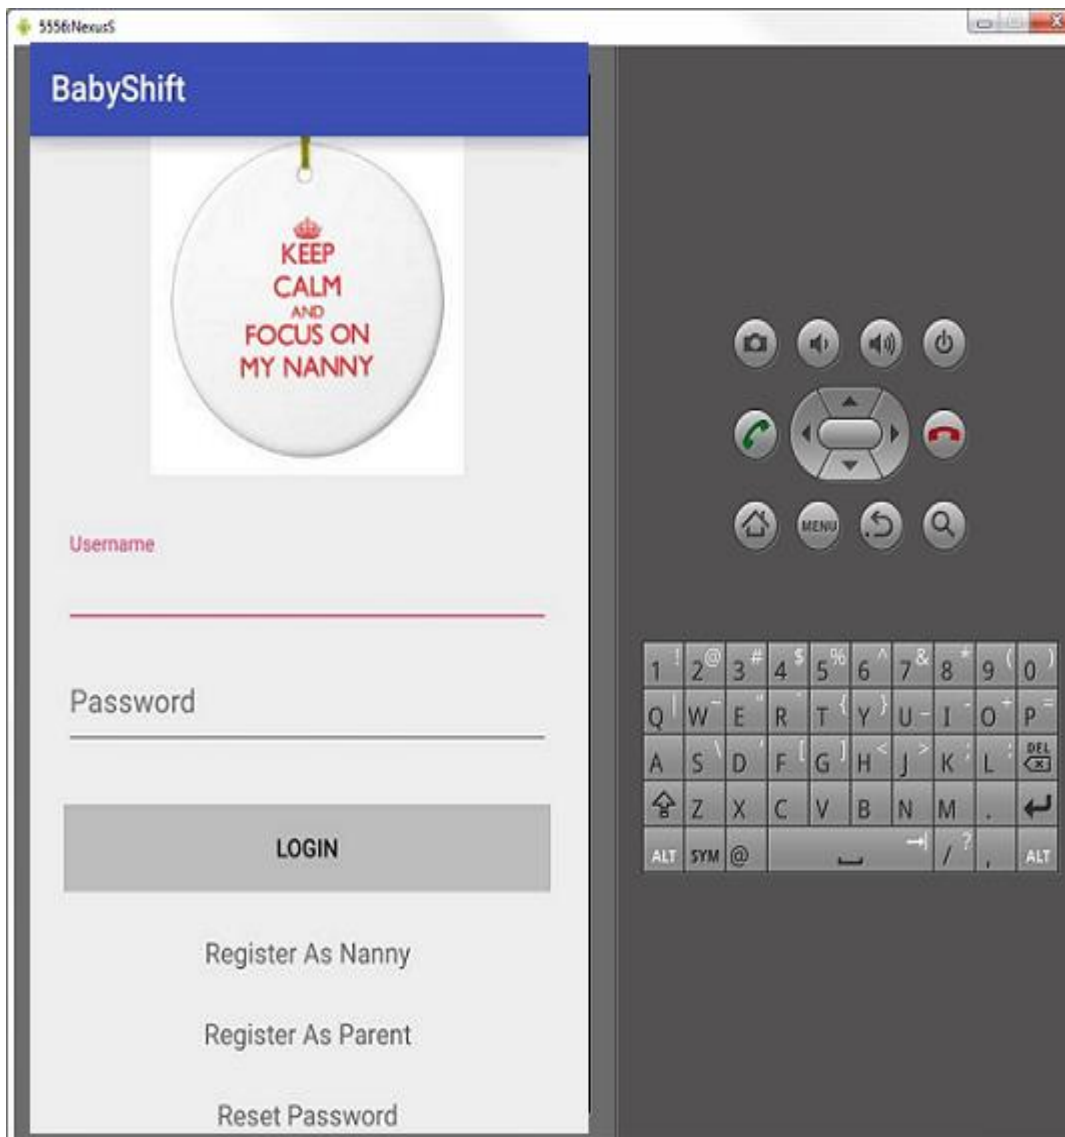 5556:NexusS
BabyShift
KEEP
CALM
AND
FOCUS ON
MY NANNY
Username
Password
LOGIN
Register As Nanny
Register As Parent
Reset Password
MENU
1 ! 2 @ 3 # 4 $ 5 % 6 ^ 7 & 8 * 9 ( 0 )
Q | W ~ E " R ` T { Y } U _ I - O + P =
A S \ D ' F [ G ] H < J > K ; L : DEL
Z X C V B N M .
ALT SYM @ / ? , ALT